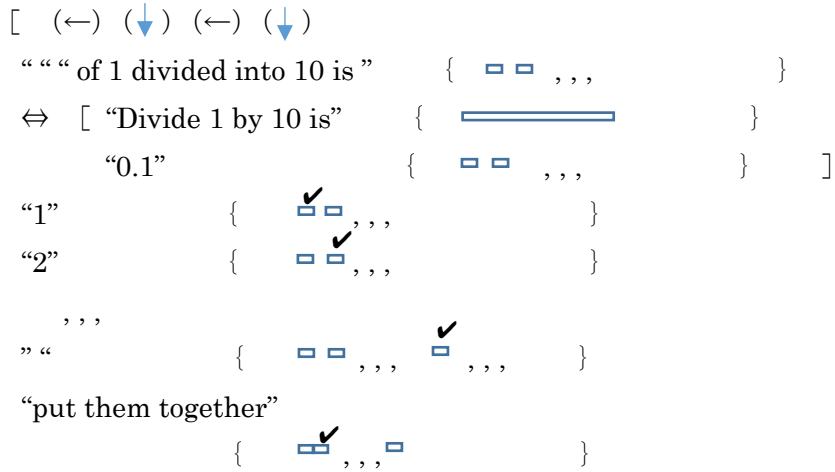 [ (←) (↓) (←) (↓)
“ “ “ of 1 divided into 10 is ” { , , , }
⇔ [ “Divide 1 by 10 is” { }
“0.1” { , , , } ]
“1” { ✔ , , , }
“2” { ✔ , , , }
, , ,
” “ { , , , ✔ , , , }
“put them together”
{ ✔ , , , }